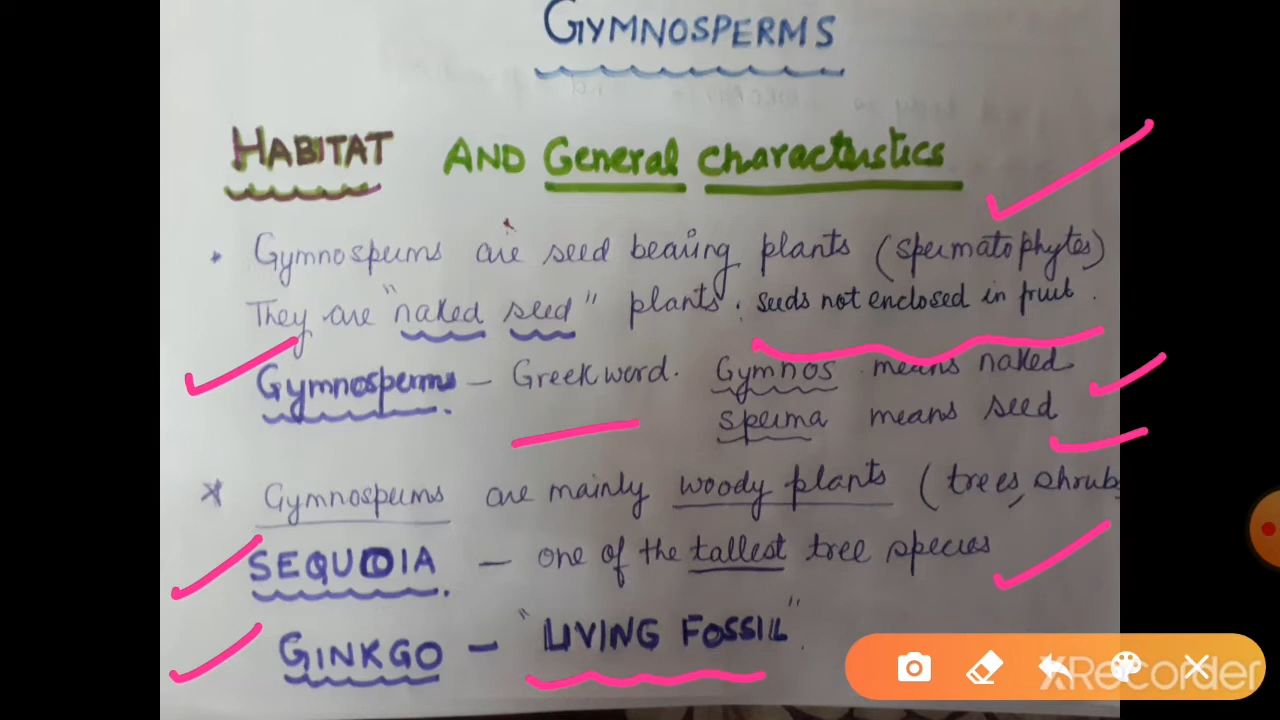 GYMNOSPERMS
HABITAT AND General characteristics
Gymnosperms are seed bearing plants (spermatophytes)
They are "naked seed" plants. seeds not enclosed in fruit.
Gymnosperms - Greek word. Gymnos means naked
sperma means seed
Gymnosperms are mainly woody plants (trees, shrub
SEQUOIA - one of the tallest tree species
GINKGO - "LIVING FOSSIL".
XRecorder